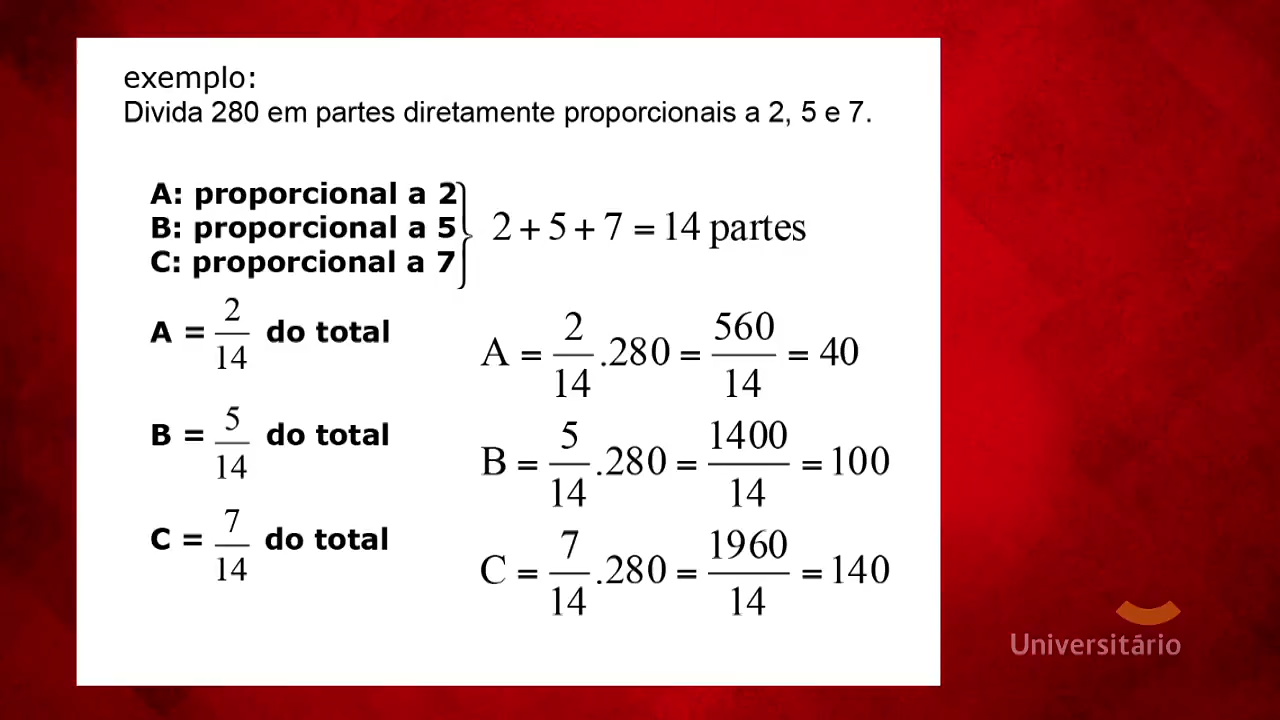 exemplo:
Divida 280 em partes diretamente proporcionais a 2, 5 e 7.
A: proporcional a 2
B: proporcional a 5
C: proporcional a 7
2 + 5 + 7 = 14 partes
A = 2/14 do total
B = 5/14 do total
C = 7/14 do total
A = 2/14 .280 = 560/14 = 40
B = 5/14 .280 = 1400/14 = 100
C = 7/14 .280 = 1960/14 = 140
Universitário